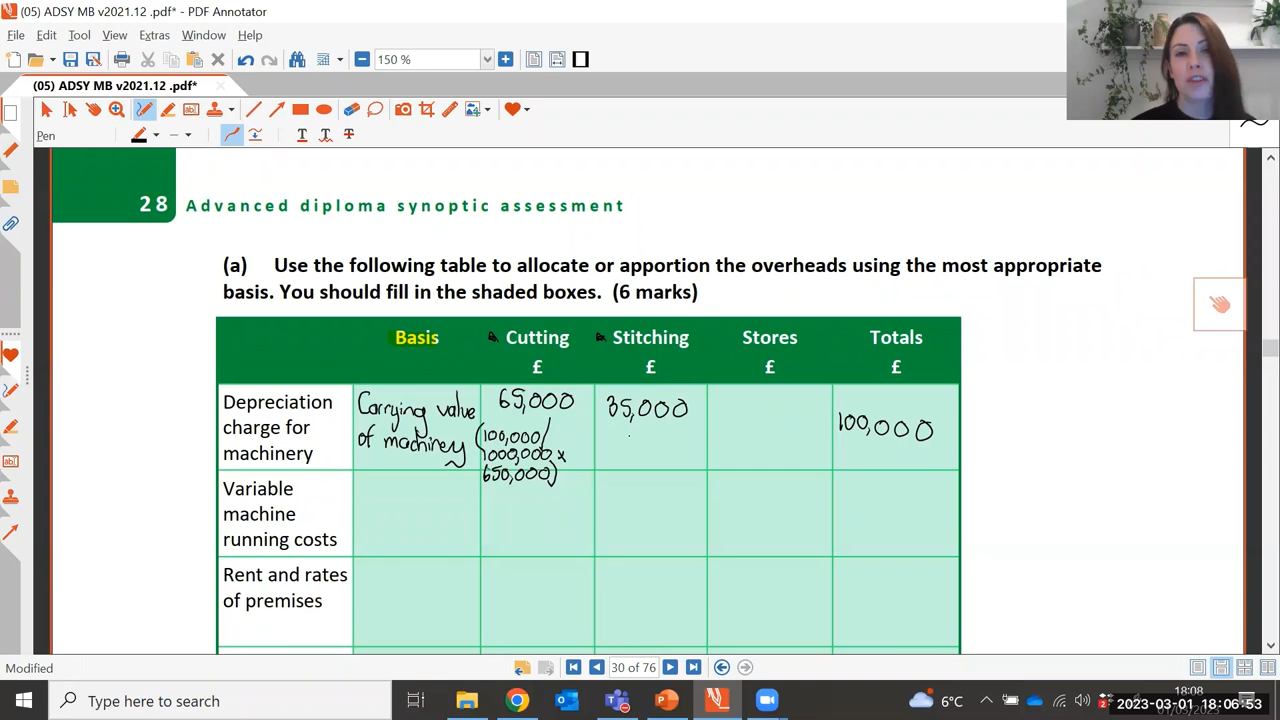 (05) ADSY MB v2021.12 .pdf* - PDF Annotator
File Edit Tool View Extras Window Help
150 %
(05) ADSY MB v2021.12 .pdf*
Pen
28 Advanced diploma synoptic assessment
(a) Use the following table to allocate or apportion the overheads using the most appropriate
basis. You should fill in the shaded boxes. (6 marks)
Basis Cutting Stitching Stores Totals
£ £ £ £
Depreciation charge for machinery
Carrying value of machinery
65,000
(100,000/
1000,000 x
650,000)
35,000
100,000
Variable machine running costs
Rent and rates of premises
Modified
30 of 76
Type here to search
6°C
18:08
2023-03-01 18:06:53